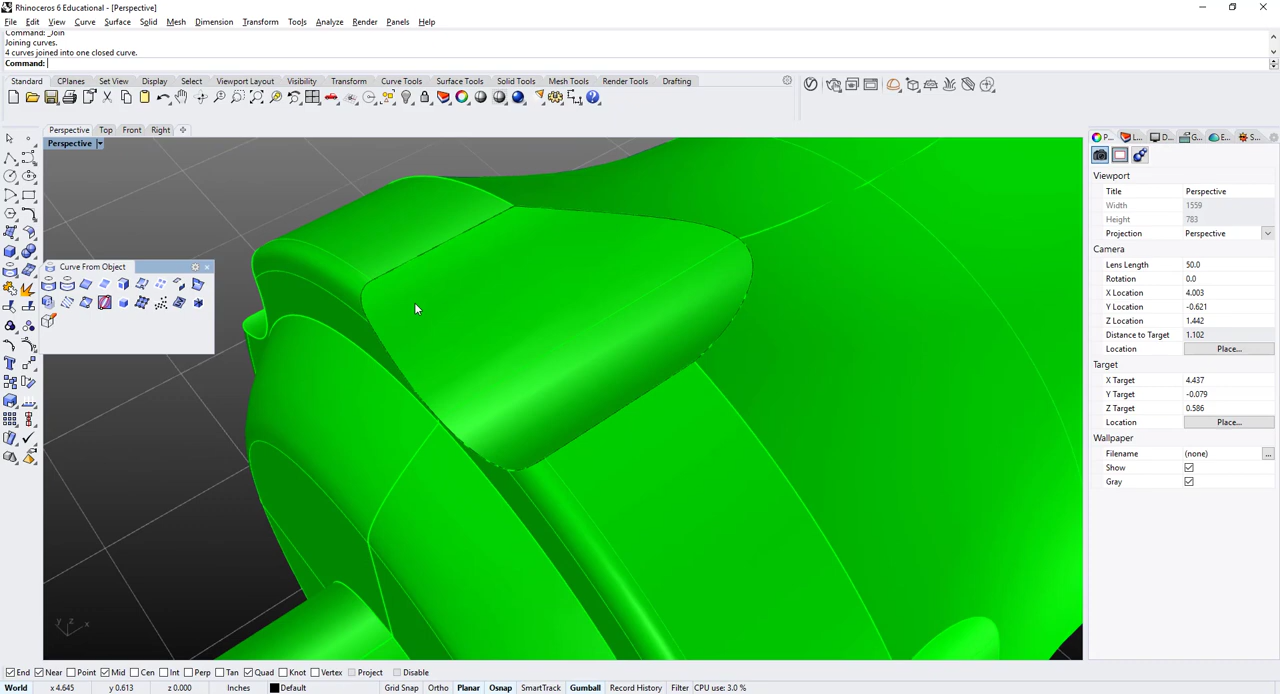 Rhinoceros 6 Educational - [Perspective]
File Edit View Curve Surface Solid Mesh Dimension Transform Tools Analyze Render Panels Help
Command: _Join
Joining curves.
4 curves joined into one closed curve.
Command:
Standard CPlanes Set View Display Select Viewport Layout Visibility Transform Curve Tools Surface Tools Solid Tools Mesh Tools Render Tools Drafting
Perspective Top Front Right
Perspective
Curve From Object
P... L... D... G... E... S...
Viewport
Title Perspective
Width 1559
Height 783
Projection Perspective
Camera
Lens Length 50.0
Rotation 0.0
X Location 4.003
Y Location -0.621
Z Location 1.442
Distance to Target 1.102
Location Place...
Target
X Target 4.437
Y Target -0.079
Z Target 0.586
Location Place...
Wallpaper
Filename (none) ...
Show
Gray
z y x
End Near Point Mid Cen Int Perp Tan Quad Knot Vertex Project Disable
World x 4.645 y 0.613 z 0.000 Inches Default Grid Snap Ortho Planar Osnap SmartTrack Gumball Record History Filter CPU use: 3.0 %